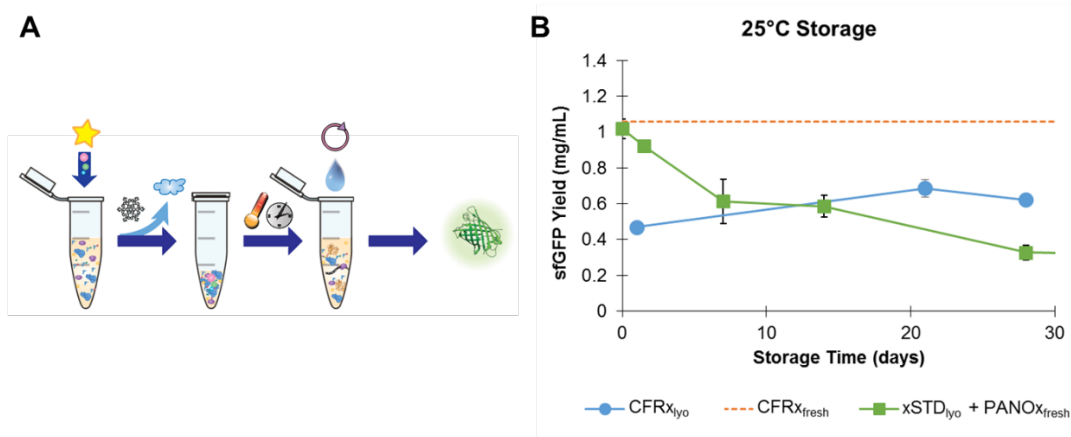 A
B
25°C Storage
sfGFP Yield (mg/mL)
1.4
1.2
1
0.8
0.6
0.4
0.2
0
0 10 20 30
Storage Time (days)
CFRxlyo CFRxfresh xSTDlyo + PANOxfresh